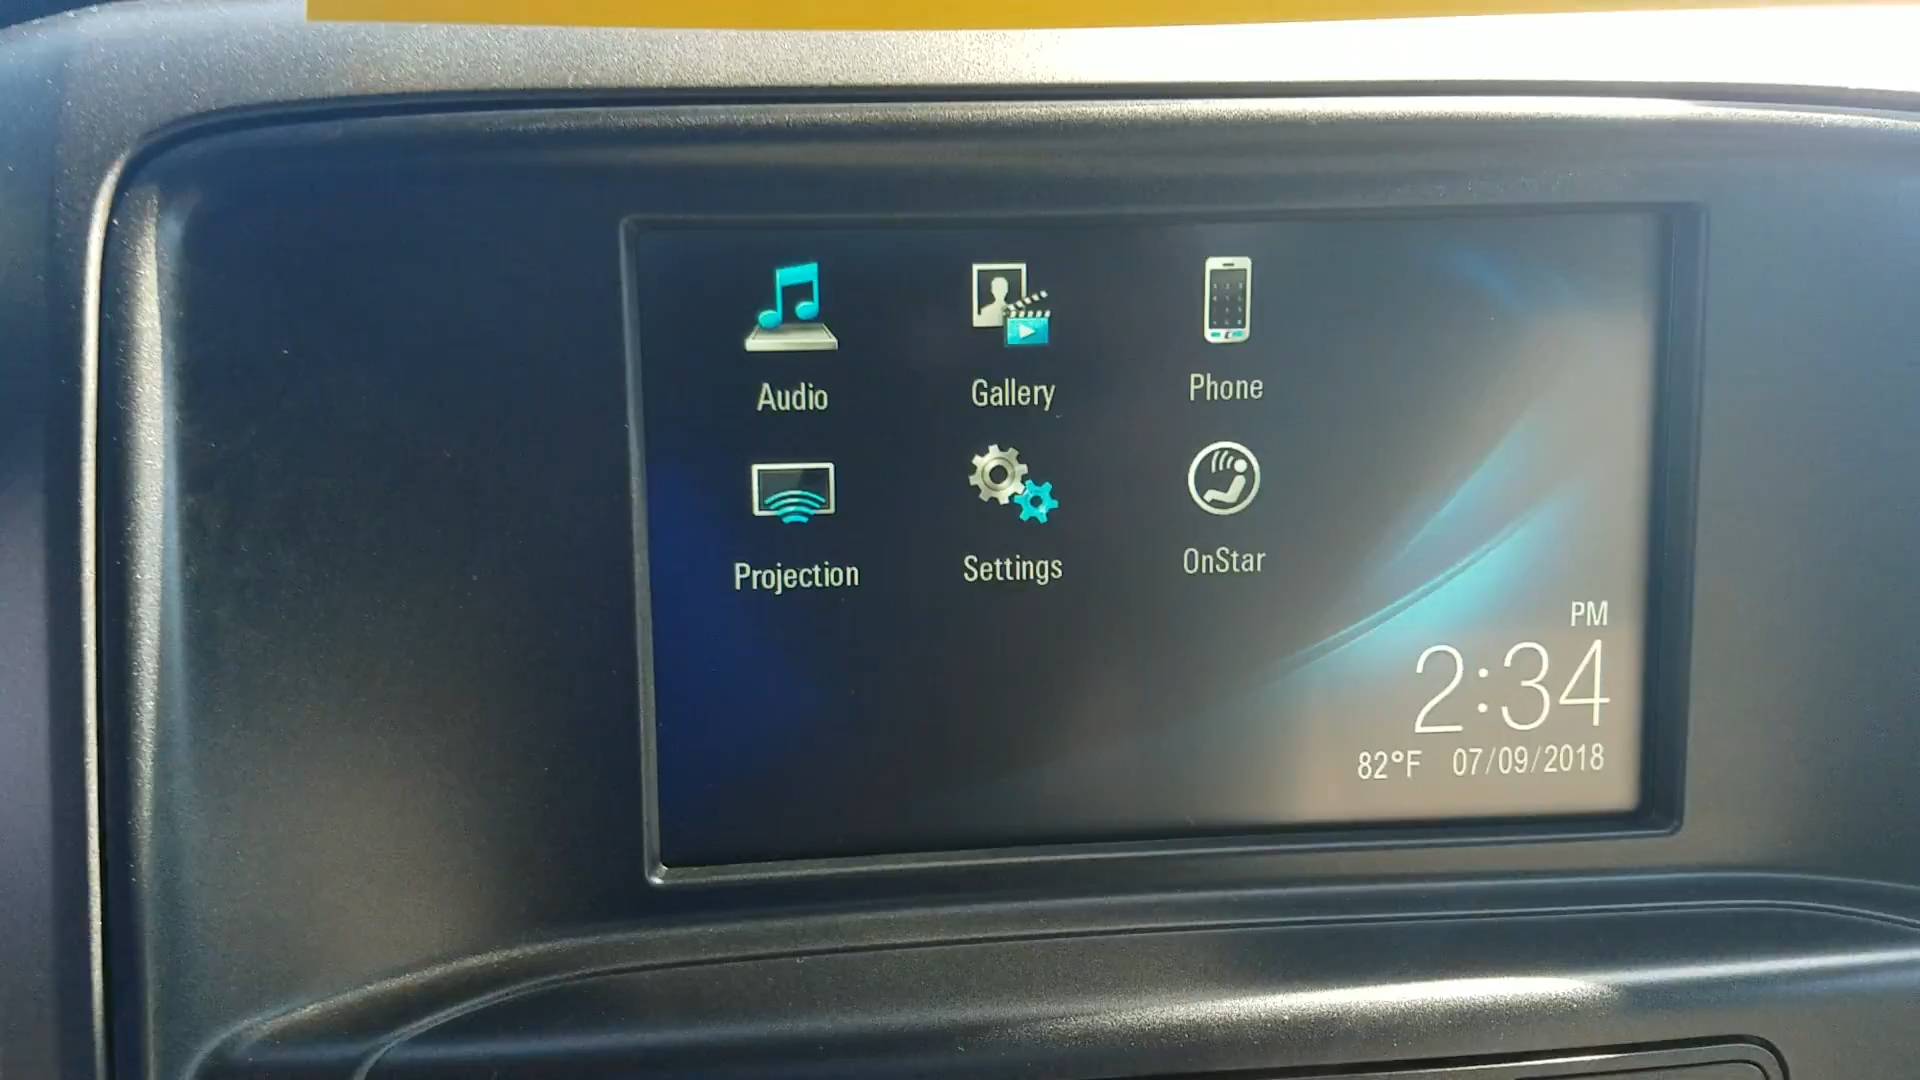 Audio Gallery Phone
Projection Settings OnStar
PM
2:34
82°F 07/09/2018